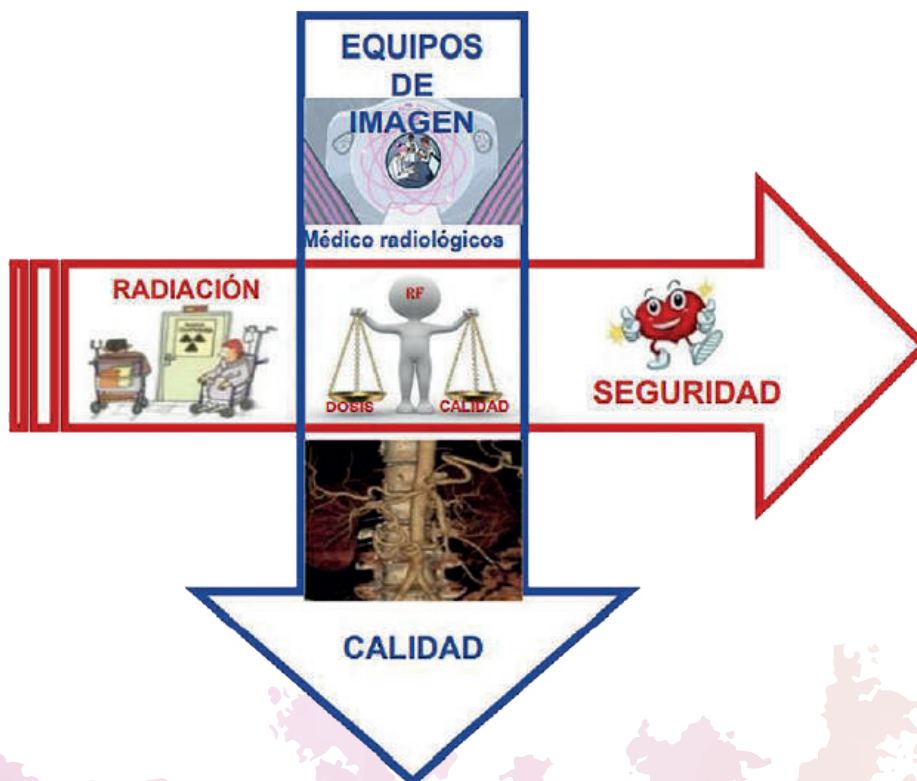 EQUIPOS
DE
IMAGEN
Médico radiológicos
RADIACIÓN
RF
DOSIS
CALIDAD
SEGURIDAD
CALIDAD